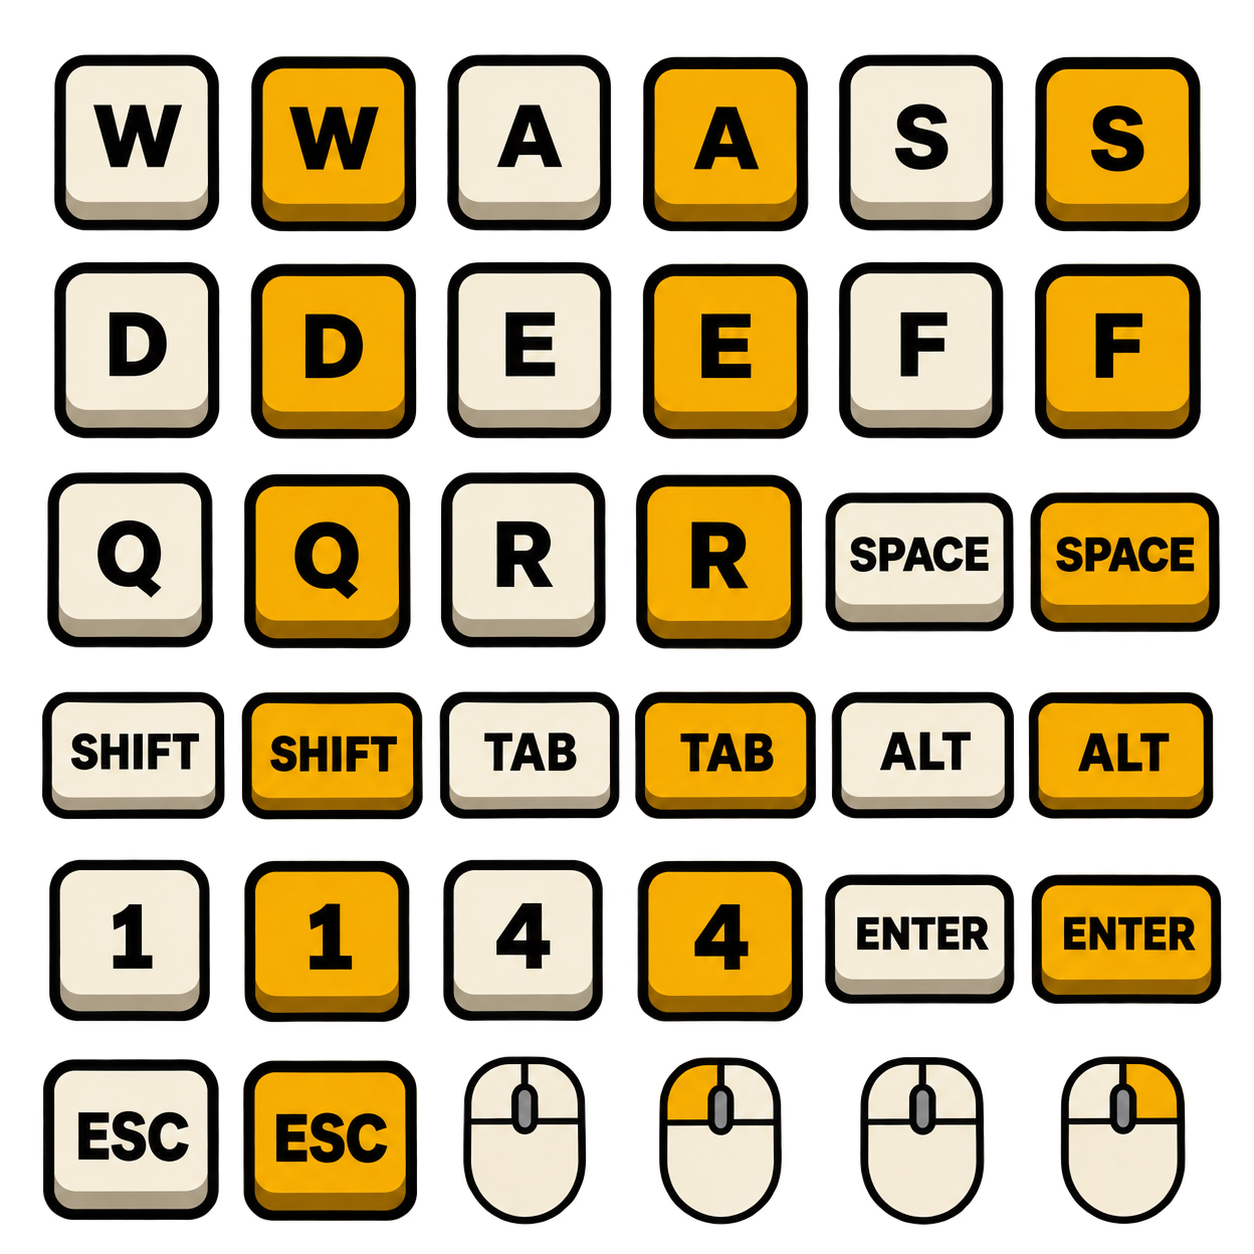 W W A A S S
D D E E F F
Q Q R R SPACE SPACE
SHIFT SHIFT TAB TAB ALT ALT
1 1 4 4 ENTER ENTER
ESC ESC